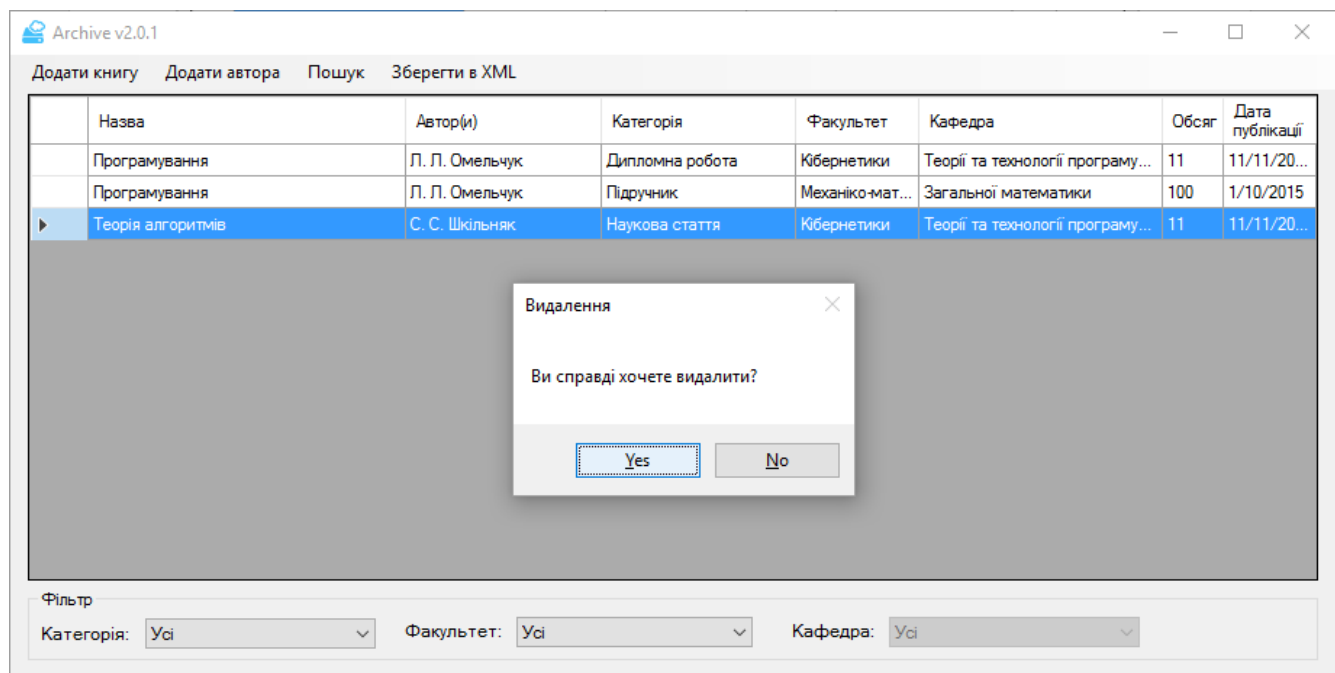 Archive v2.0.1
Додати книгу Додати автора Пошук Зберегти в XML
Назва Автор(и) Категорія Факультет Кафедра Обсяг Дата публікації
Програмування Л. Л. Омельчук Дипломна робота Кібернетики Теорії та технології програму... 11 11/11/20...
Програмування Л. Л. Омельчук Підручник Механіко-мат... Загальної математики 100 1/10/2015
Теорія алгоритмів С. С. Шкільняк Наукова стаття Кібернетики Теорії та технології програму... 11 11/11/20...
Видалення
Ви справді хочете видалити?
Yes No
Фільтр
Категорія: Усі Факультет: Усі Кафедра: Усі